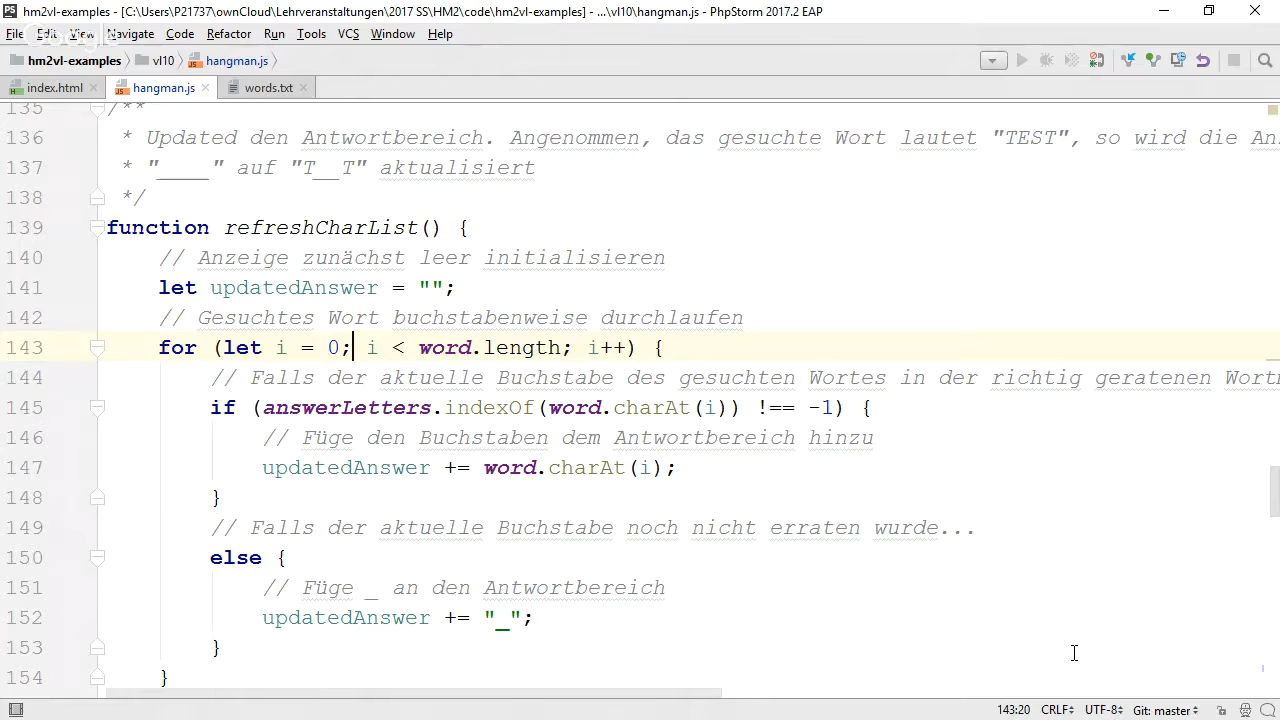 hm2vl-examples - [C:\Users\P21737\ownCloud\Lehrveranstaltungen\2017 SS\HM2\code\hm2vl-examples] - ...\vl10\hangman.js - PhpStorm 2017.2 EAP
File Edit View Navigate Code Refactor Run Tools VCS Window Help
Google
hm2vl-examples vl10 hangman.js
index.html hangman.js words.txt
135 /**
136 * Updated den Antwortbereich. Angenommen, das gesuchte Wort lautet "TEST", so wird die
137 * "____" auf "T__T" aktualisiert
138 */
139 function refreshCharList() {
140 // Anzeige zunächst leer initialisieren
141 let updatedAnswer = "";
142 // Gesuchtes Wort buchstabenweise durchlaufen
143 for (let i = 0; i < word.length; i++) {
144 // Falls der aktuelle Buchstabe des gesuchten Wortes in der richtig geratenen
145 if (answerLetters.indexOf(word.charAt(i)) !== -1) {
146 // Füge den Buchstaben dem Antwortbereich hinzu
147 updatedAnswer += word.charAt(i);
148 }
149 // Falls der aktuelle Buchstabe noch nicht erraten wurde...
150 else {
151 // Füge _ an den Antwortbereich
152 updatedAnswer += "_";
153 }
154 }
143:20 CRLF UTF-8 Git: master